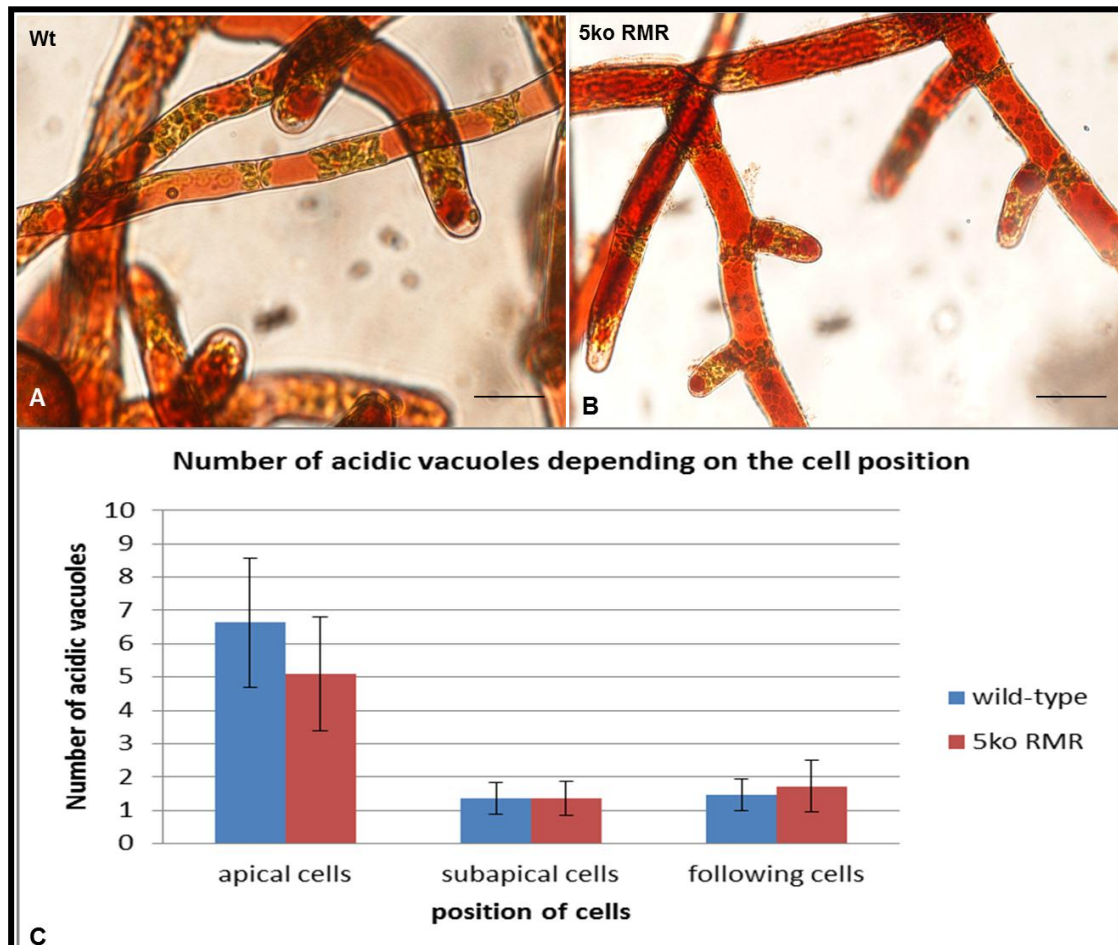 Wt
5ko RMR
A
B
Number of acidic vacuoles depending on the cell position
Number of acidic vacuoles
10
9
8
7
6
5
4
3
2
1
0
apical cells
subapical cells
following cells
position of cells
wild-type
5ko RMR
C